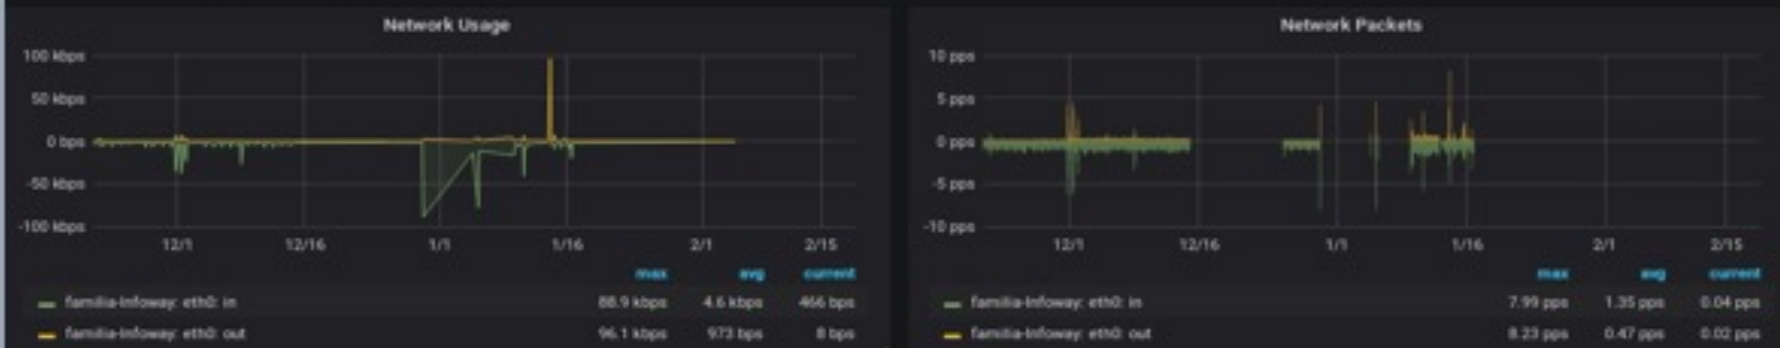 Network Usage
100 kbps
50 kbps
0 bps
-50 kbps
-100 kbps
12/1 12/16 1/1 1/16 2/1 2/15
max avg current
familia-Infoway: eth0: in 88.9 kbps 4.6 kbps 466 bps
familia-Infoway: eth0: out 96.1 kbps 973 bps 8 bps
Network Packets
10 pps
5 pps
0 pps
-5 pps
-10 pps
12/1 12/16 1/1 1/16 2/1 2/15
max avg current
familia-Infoway: eth0: in 7.99 pps 1.35 pps 0.04 pps
familia-Infoway: eth0: out 8.23 pps 0.47 pps 0.02 pps